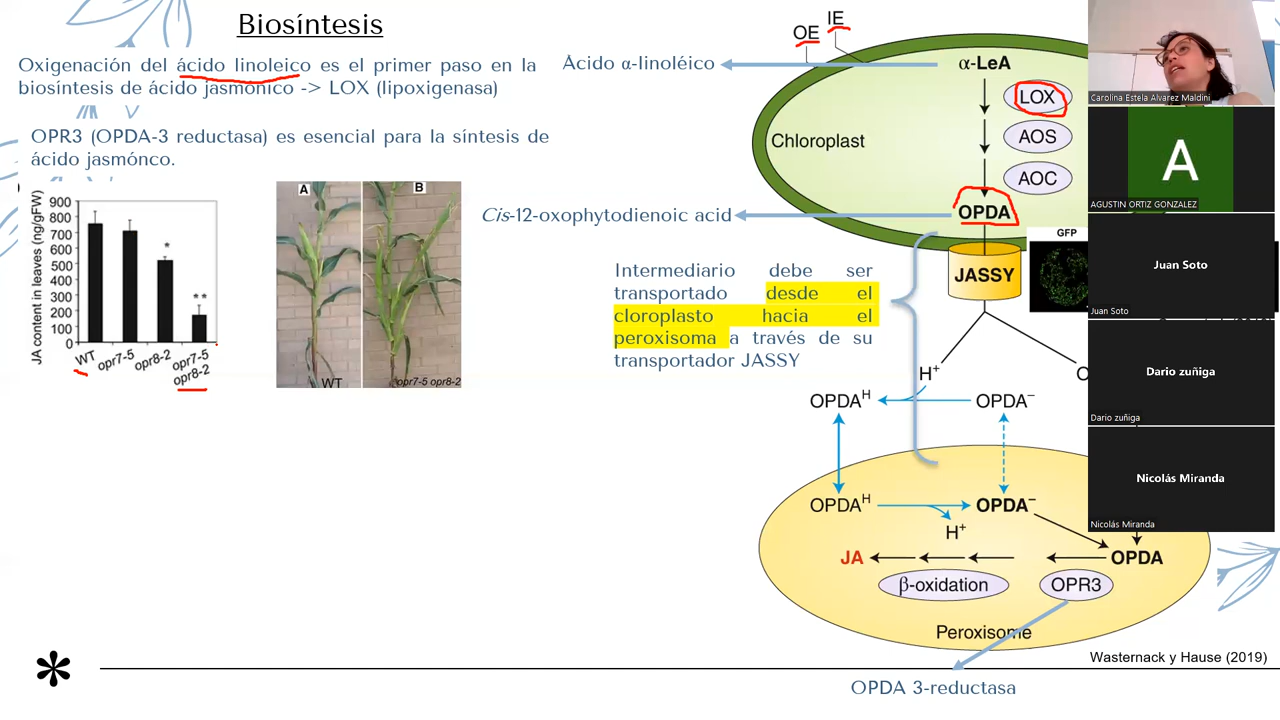 Biosíntesis
Oxigenación del ácido linoleico es el primer paso en la
biosíntesis de ácido jasmónico -> LOX (lipoxigenasa)
OPR3 (OPDA-3 reductasa) es esencial para la síntesis de
ácido jasmónco.
JA content in leaves (ng/gFW)
900
800
700
600
500
400
300
200
100
0
*
**
WT
opr7-5
opr8-2
opr7-5
opr8-2
A
B
WT
opr7-5 opr8-2
OE
IE
Ácido α-linoléico
α-LeA
LOX
Chloroplast
AOS
AOC
Cis-12-oxophytodienoic acid
OPDA
GFP
JASSY
Intermediario debe ser
transportado desde el
cloroplasto hacia el
peroxisoma a través de su
transportador JASSY
H+
O
OPDAH
OPDA−
OPDAH
OPDA−
H+
JA
OPDA
β-oxidation
OPR3
Peroxisome
Wasternack y Hause (2019)
OPDA 3-reductasa
Carolina Estela Alvarez Maldini
A
AGUSTIN ORTIZ GONZALEZ
Juan Soto
Juan Soto
Dario zuñiga
Dario zuñiga
Nicolás Miranda
Nicolás Miranda